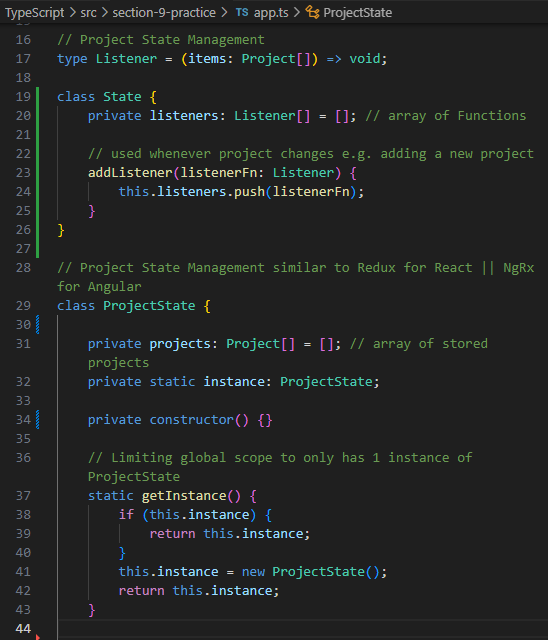 TypeScript > src > section-9-practice > TS app.ts > ProjectState
16 // Project State Management
17 type Listener = (items: Project[]) => void;
18
19 class State {
20 private listeners: Listener[] = []; // array of Functions
21
22 // used whenever project changes e.g. adding a new project
23 addListener(listenerFn: Listener) {
24 this.listeners.push(listenerFn);
25 }
26 }
27
28 // Project State Management similar to Redux for React || NgRx
for Angular
29 class ProjectState {
30
31 private projects: Project[] = []; // array of stored
projects
32 private static instance: ProjectState;
33
34 private constructor() {}
35
36 // Limiting global scope to only has 1 instance of
ProjectState
37 static getInstance() {
38 if (this.instance) {
39 return this.instance;
40 }
41 this.instance = new ProjectState();
42 return this.instance;
43 }
44